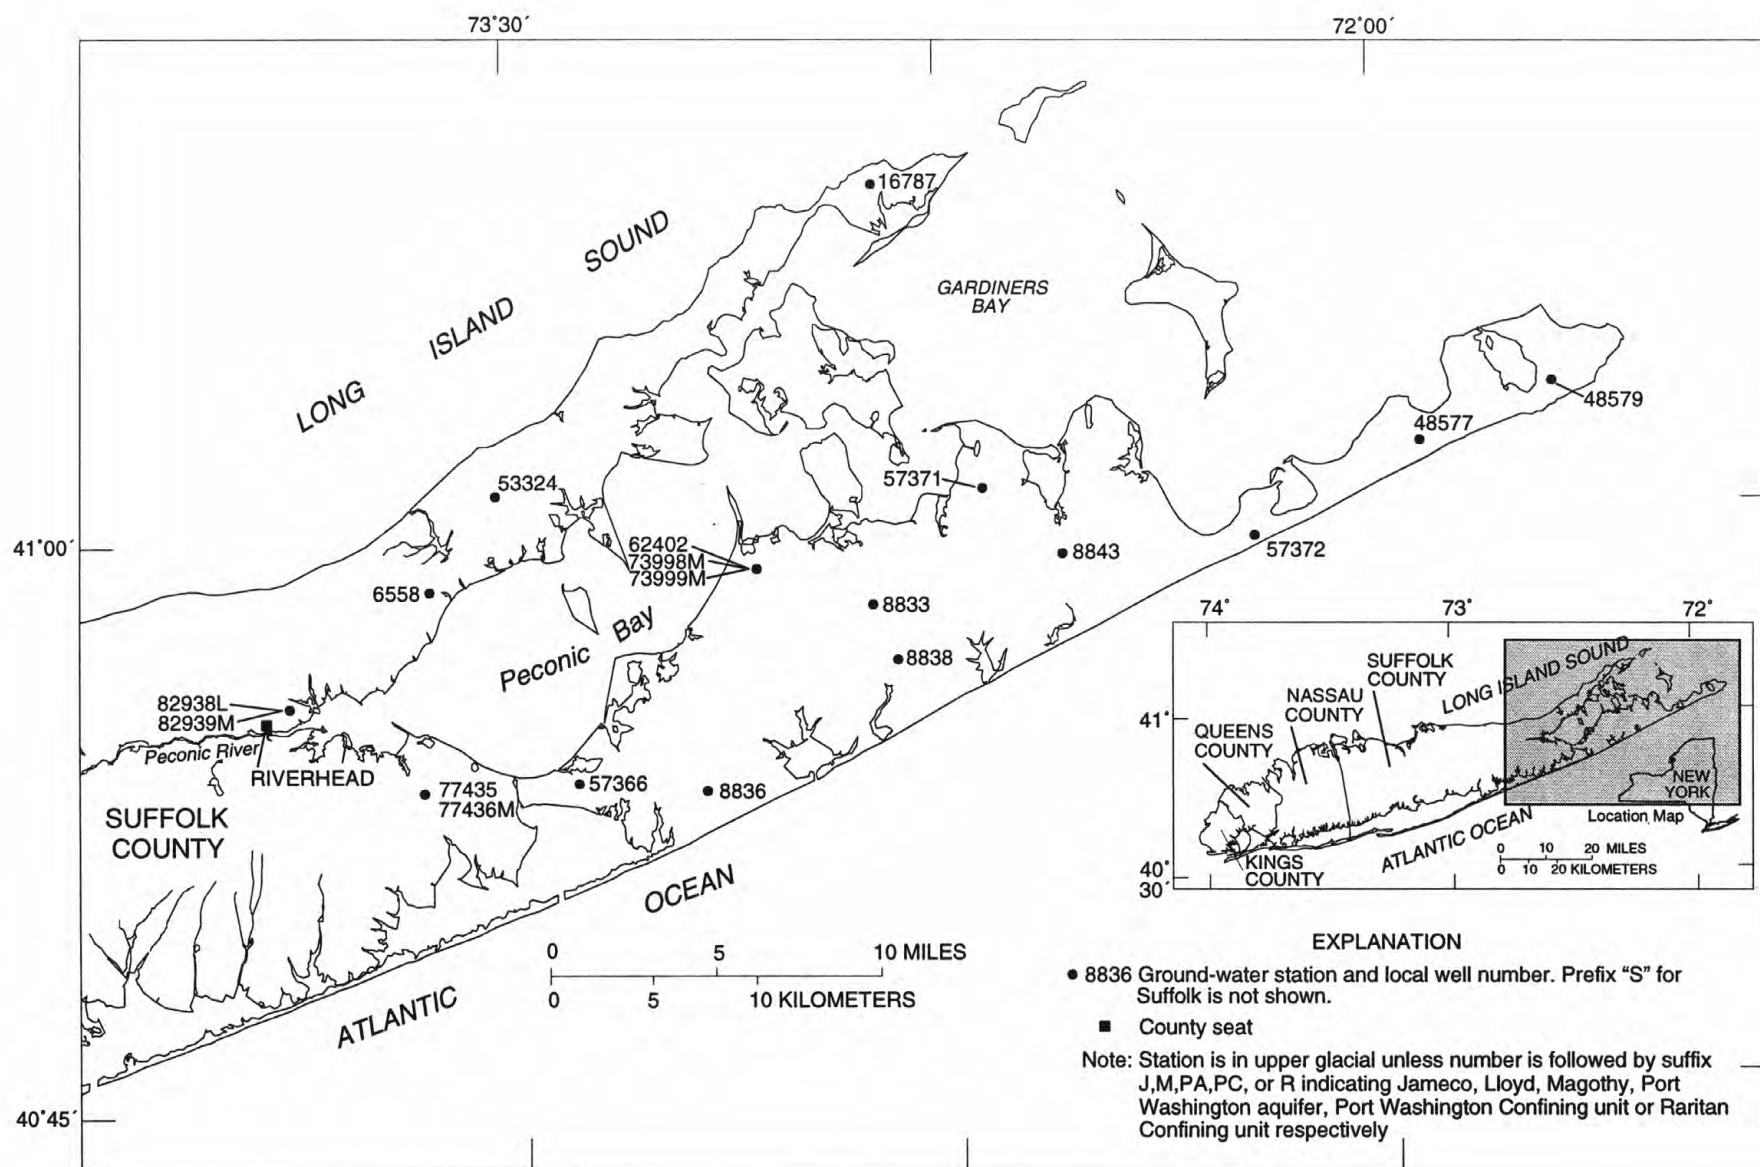 73°30′
72°00′
16787
LONG ISLAND SOUND
GARDINERS
BAY
48579
48577
53324
57371
41°00′
62402
73998M
73999M
8843
57372
6558
8833
Peconic Bay
8838
82938L
82939M
Peconic River
RIVERHEAD
77435
77436M
57366
8836
SUFFOLK
COUNTY
ATLANTIC OCEAN
0 5 10 MILES
0 5 10 KILOMETERS
40°45′
74° 73° 72°
LONG ISLAND SOUND
SUFFOLK
COUNTY
NASSAU
COUNTY
QUEENS
COUNTY
41°
NEW
YORK
Location Map
ATLANTIC OCEAN
KINGS
COUNTY
40°
30′
0 10 20 MILES
0 10 20 KILOMETERS
EXPLANATION
8836 Ground-water station and local well number. Prefix “S” for
Suffolk is not shown.
County seat
Note: Station is in upper glacial unless number is followed by suffix
J,M,PA,PC, or R indicating Jameco, Lloyd, Magothy, Port
Washington aquifer, Port Washington Confining unit or Raritan
Confining unit respectively